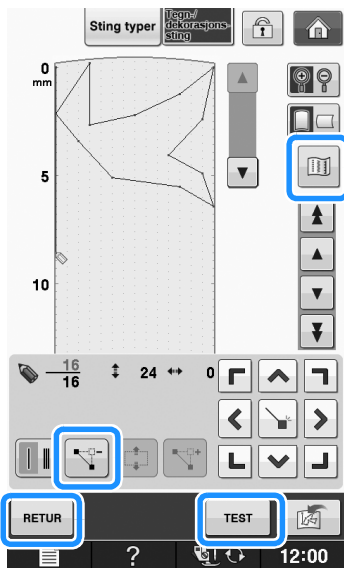 Sting typer
Tegn-/
dekorasjons-
sting
0
mm
5
10
16
16
24
0
RETUR
TEST
?
12:00